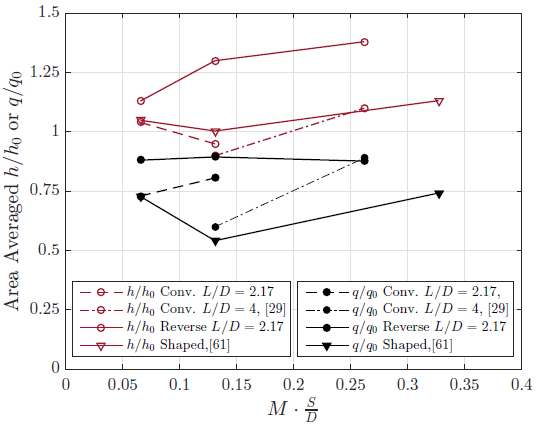 1.5
1.25
1
0.75
0.5
0.25
0
Area Averaged h/h₀ or q/q₀
h/h₀ Conv. L/D = 2.17
h/h₀ Conv. L/D = 4, [29]
h/h₀ Reverse L/D = 2.17
h/h₀ Shaped,[61]
q/q₀ Conv. L/D = 2.17,
q/q₀ Conv. L/D = 4, [29]
q/q₀ Reverse L/D = 2.17
q/q₀ Shaped,[61]
0 0.05 0.1 0.15 0.2 0.25 0.3 0.35 0.4
M · S/D